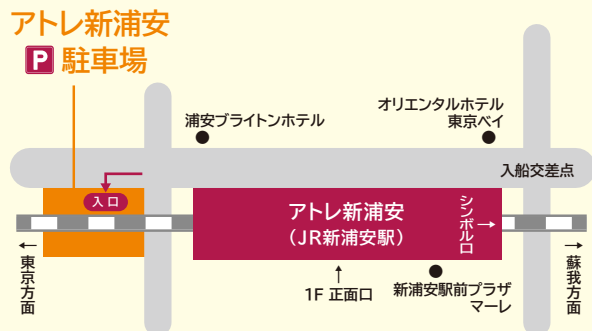 アトレ新浦安
P 駐車場
浦安ブライトンホテル
オリエンタルホテル
東京ベイ
入船交差点
入口
アトレ新浦安
(JR新浦安駅)
シンボル口
←
東京方面
↑
1F 正面口
新浦安駅前プラザ
マーレ
→
蘇我方面